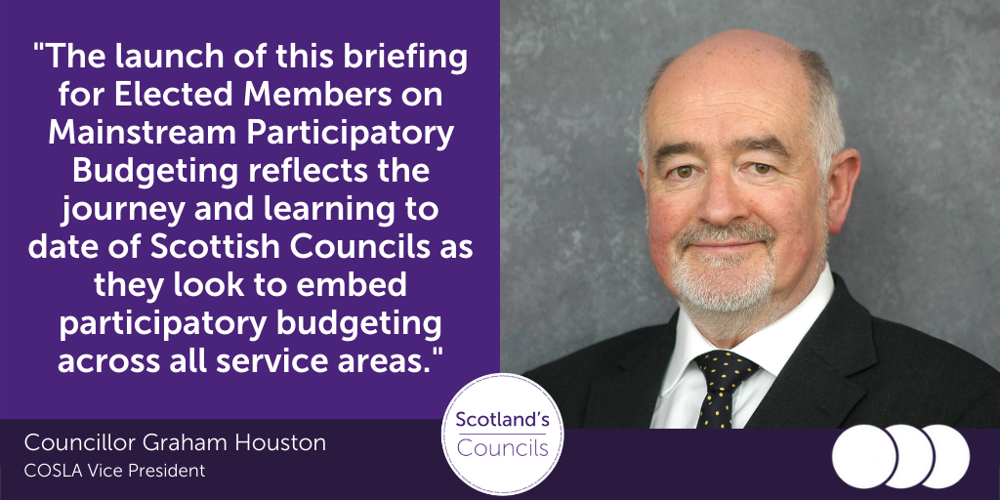 "The launch of this briefing
for Elected Members on
Mainstream Participatory
Budgeting reflects the
journey and learning to
date of Scottish Councils as
they look to embed
participatory budgeting
across all service areas."
Councillor Graham Houston
COSLA Vice President
Scotland's
Councils